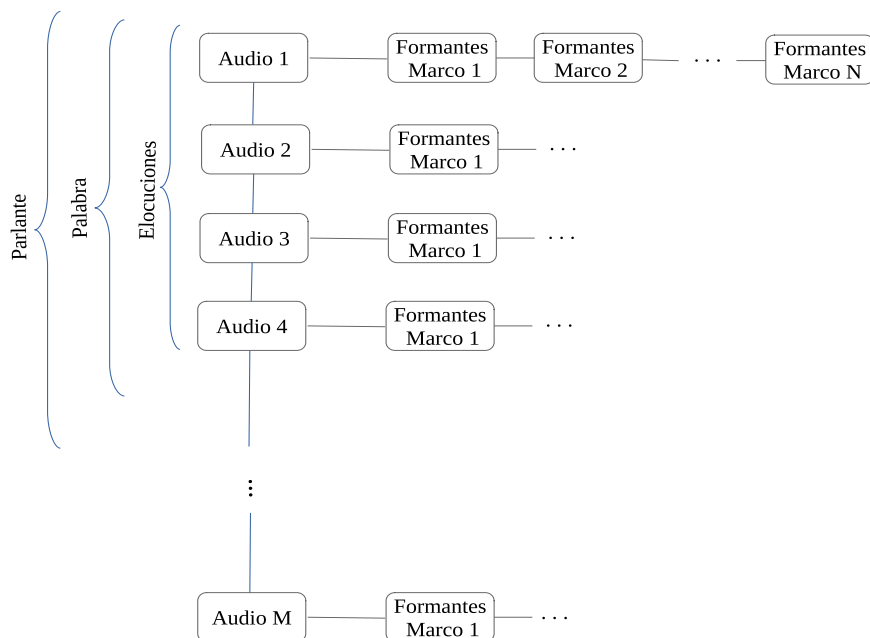 Parlante
Palabra
Elocuciones
Audio 1
Formantes
Marco 1
Formantes
Marco 2
. . .
Formantes
Marco N
Audio 2
Formantes
Marco 1
. . .
Audio 3
Formantes
Marco 1
. . .
Audio 4
Formantes
Marco 1
. . .
...
Audio M
Formantes
Marco 1
. . .